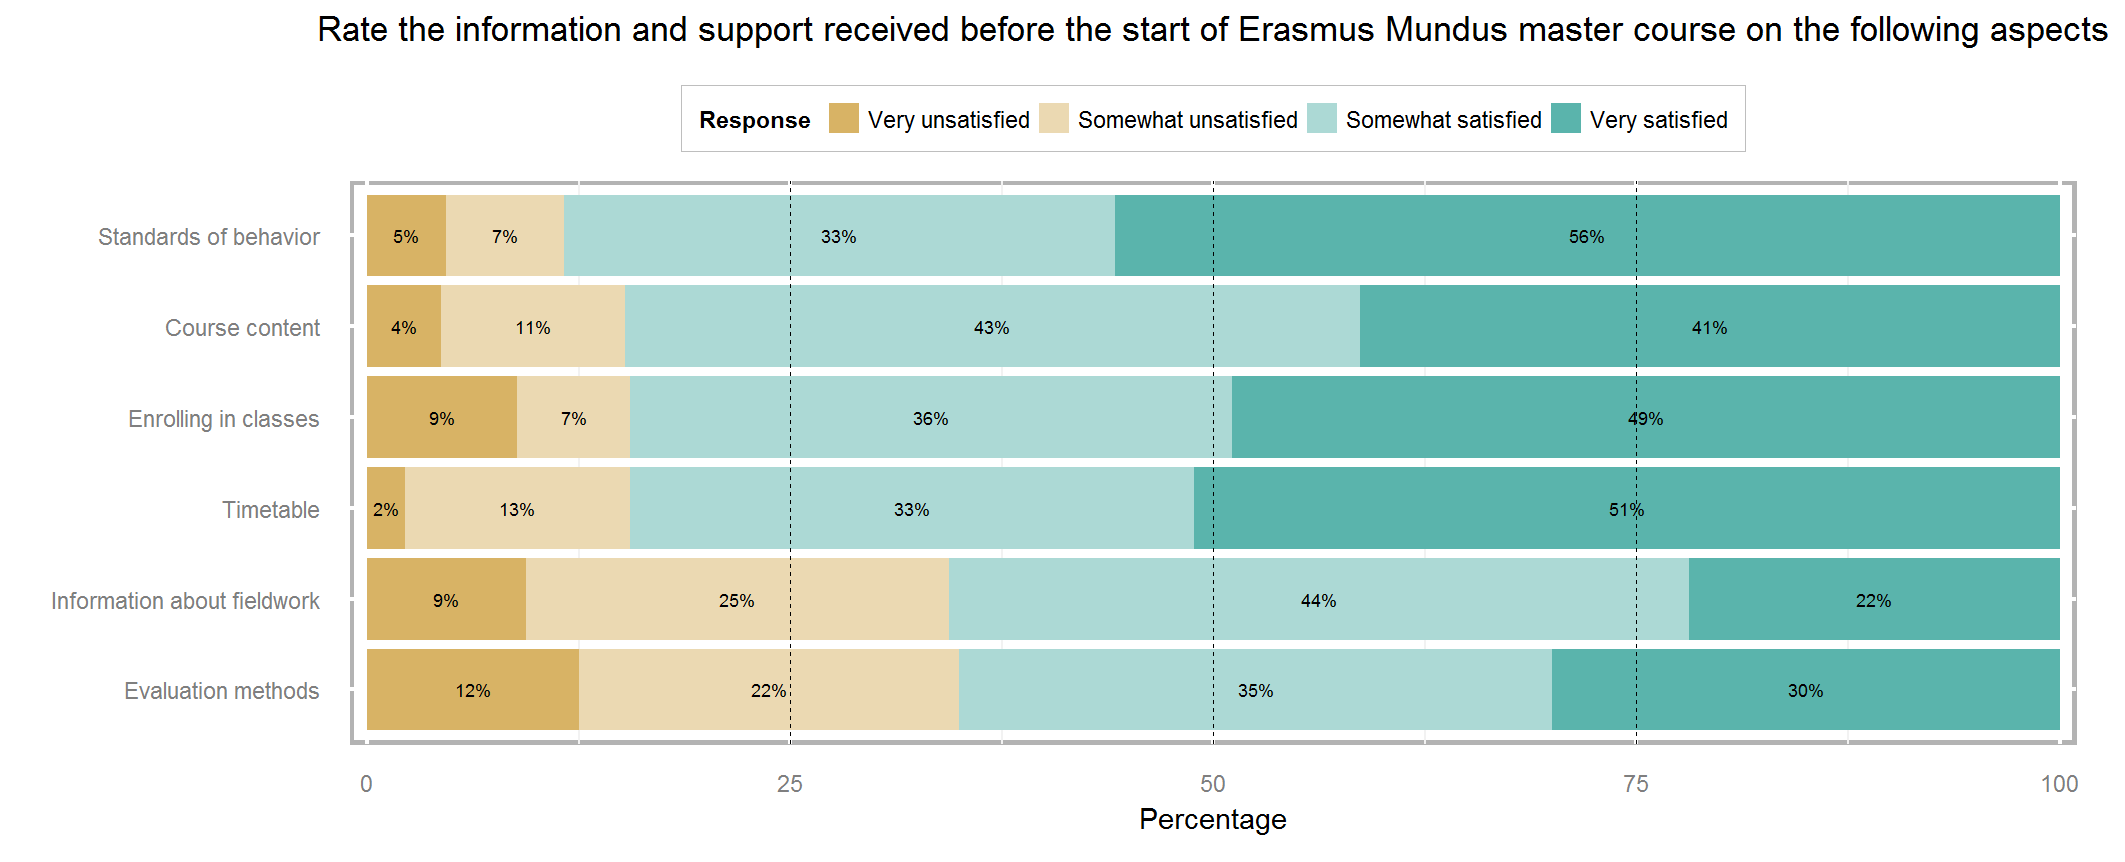 Rate the information and support received before the start of Erasmus Mundus master course on the following aspects
Response Very unsatisfied Somewhat unsatisfied Somewhat satisfied Very satisfied
Standards of behavior 5% 7% 33% 56%
Course content 4% 11% 43% 41%
Enrolling in classes 9% 7% 36% 49%
Timetable 2% 13% 33% 51%
Information about fieldwork 9% 25% 44% 22%
Evaluation methods 12% 22% 35% 30%
0 25 50 75 100
Percentage